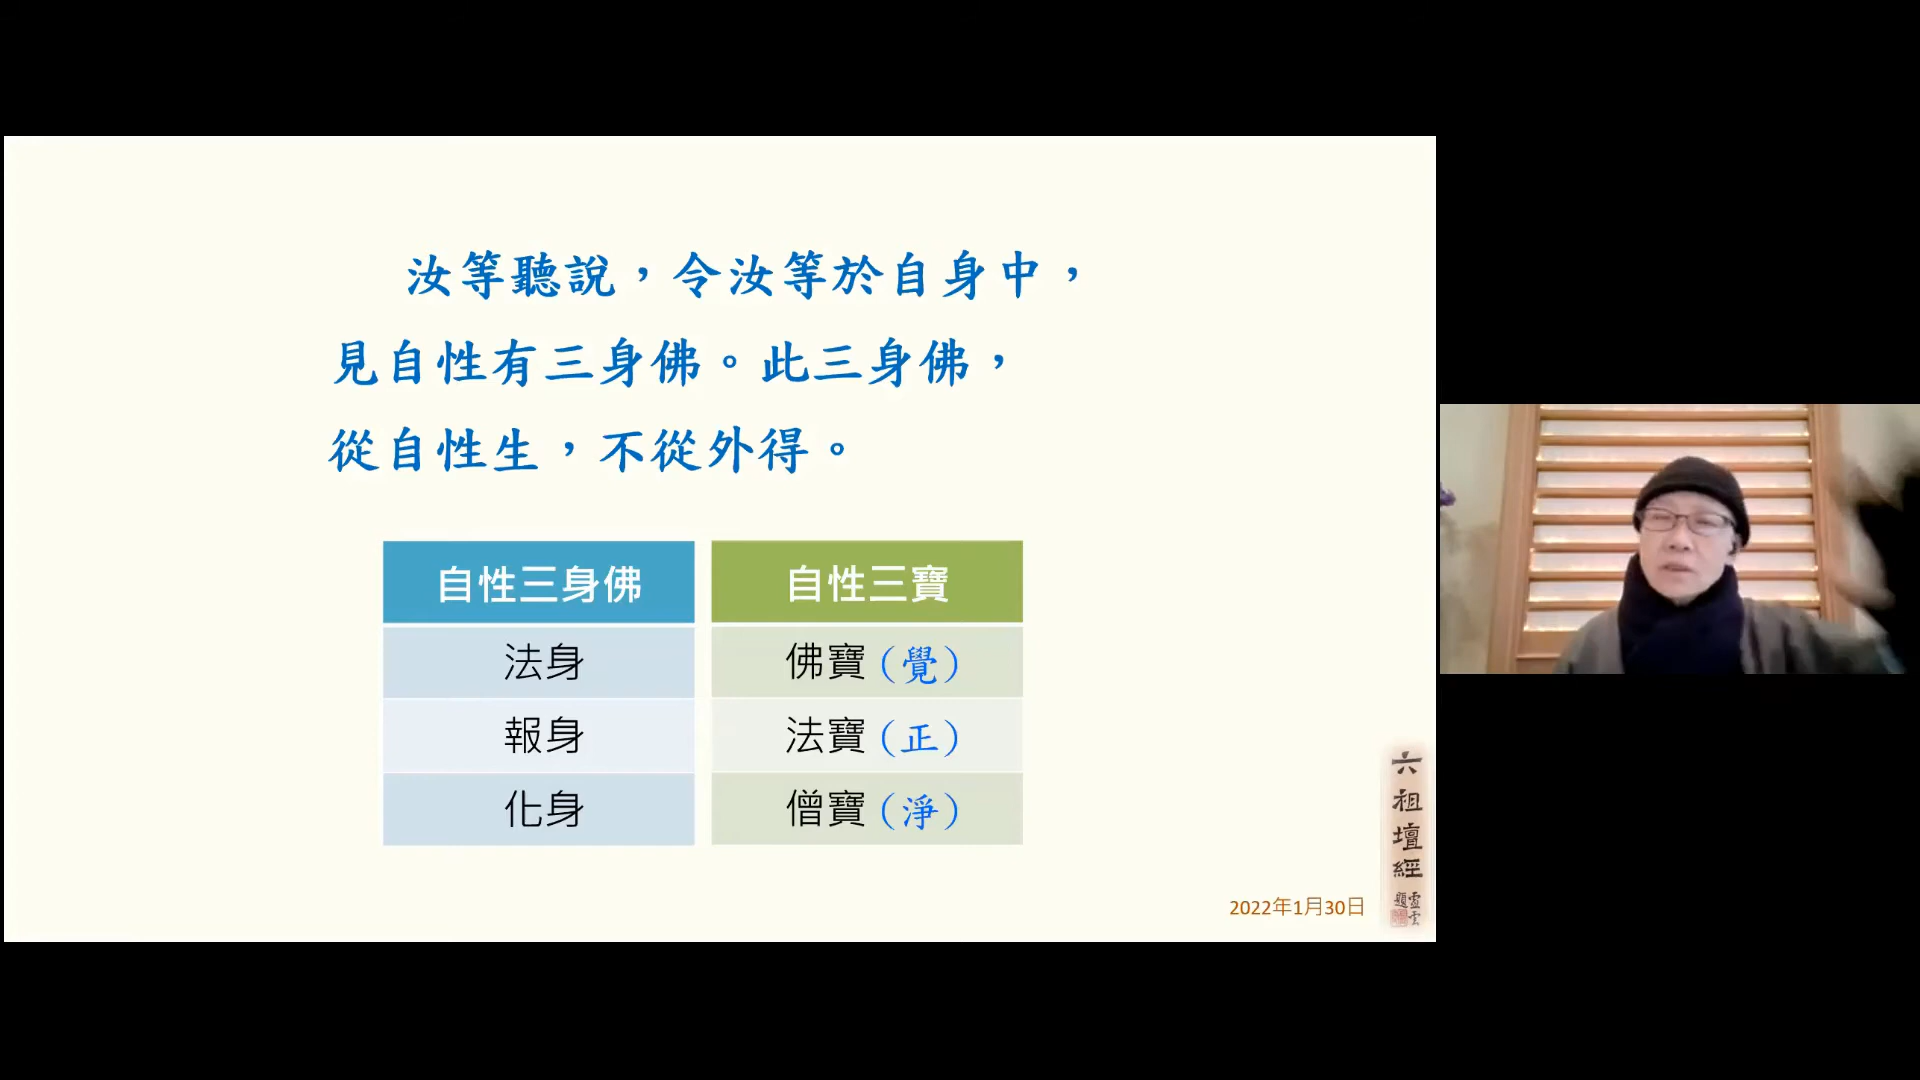 汝等聽說，令汝等於自身中，
見自性有三身佛。此三身佛，
從自性生，不從外得。
自性三身佛 自性三寶
法身 佛寶（覺）
報身 法寶（正）
化身 僧寶（淨）
2022年1月30日
六祖壇經
虛雲
題